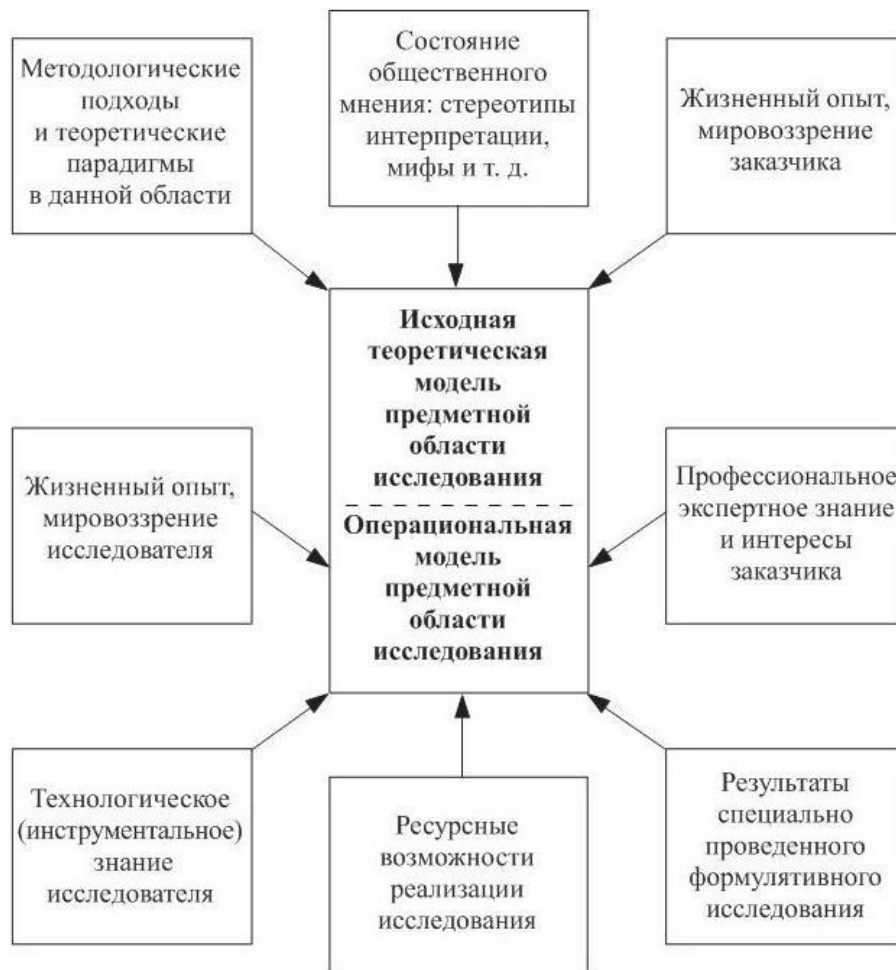 Методологические
подходы
и теоретические
парадигмы
в данной области
Состояние
общественного
мнения: стереотипы
интерпретации,
мифы и т. д.
Жизненный опыт,
мировоззрение
заказчика
Исходная
теоретическая
модель
предметной
области
исследования
Операциональная
модель
предметной
области
исследования
Жизненный опыт,
мировоззрение
исследователя
Профессиональное
экспертное знание
и интересы
заказчика
Технологическое
(инструментальное)
знание
исследователя
Ресурсные
возможности
реализации
исследования
Результаты
специально
проведенного
формулятивного
исследования